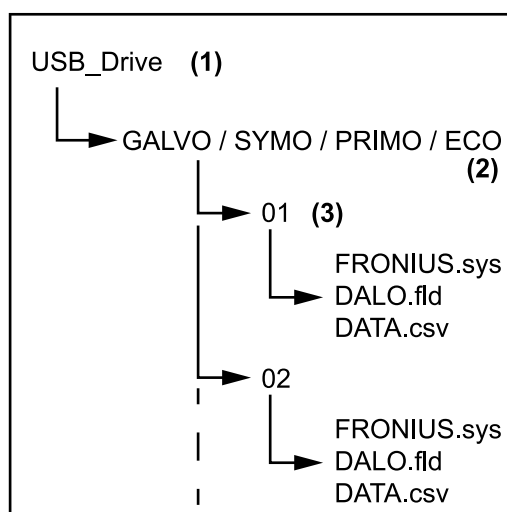 USB_Drive (1)
GALVO / SYMO / PRIMO / ECO
(2)
01 (3)
FRONIUS.sys
DALO.fld
DATA.csv
02
FRONIUS.sys
DALO.fld
DATA.csv